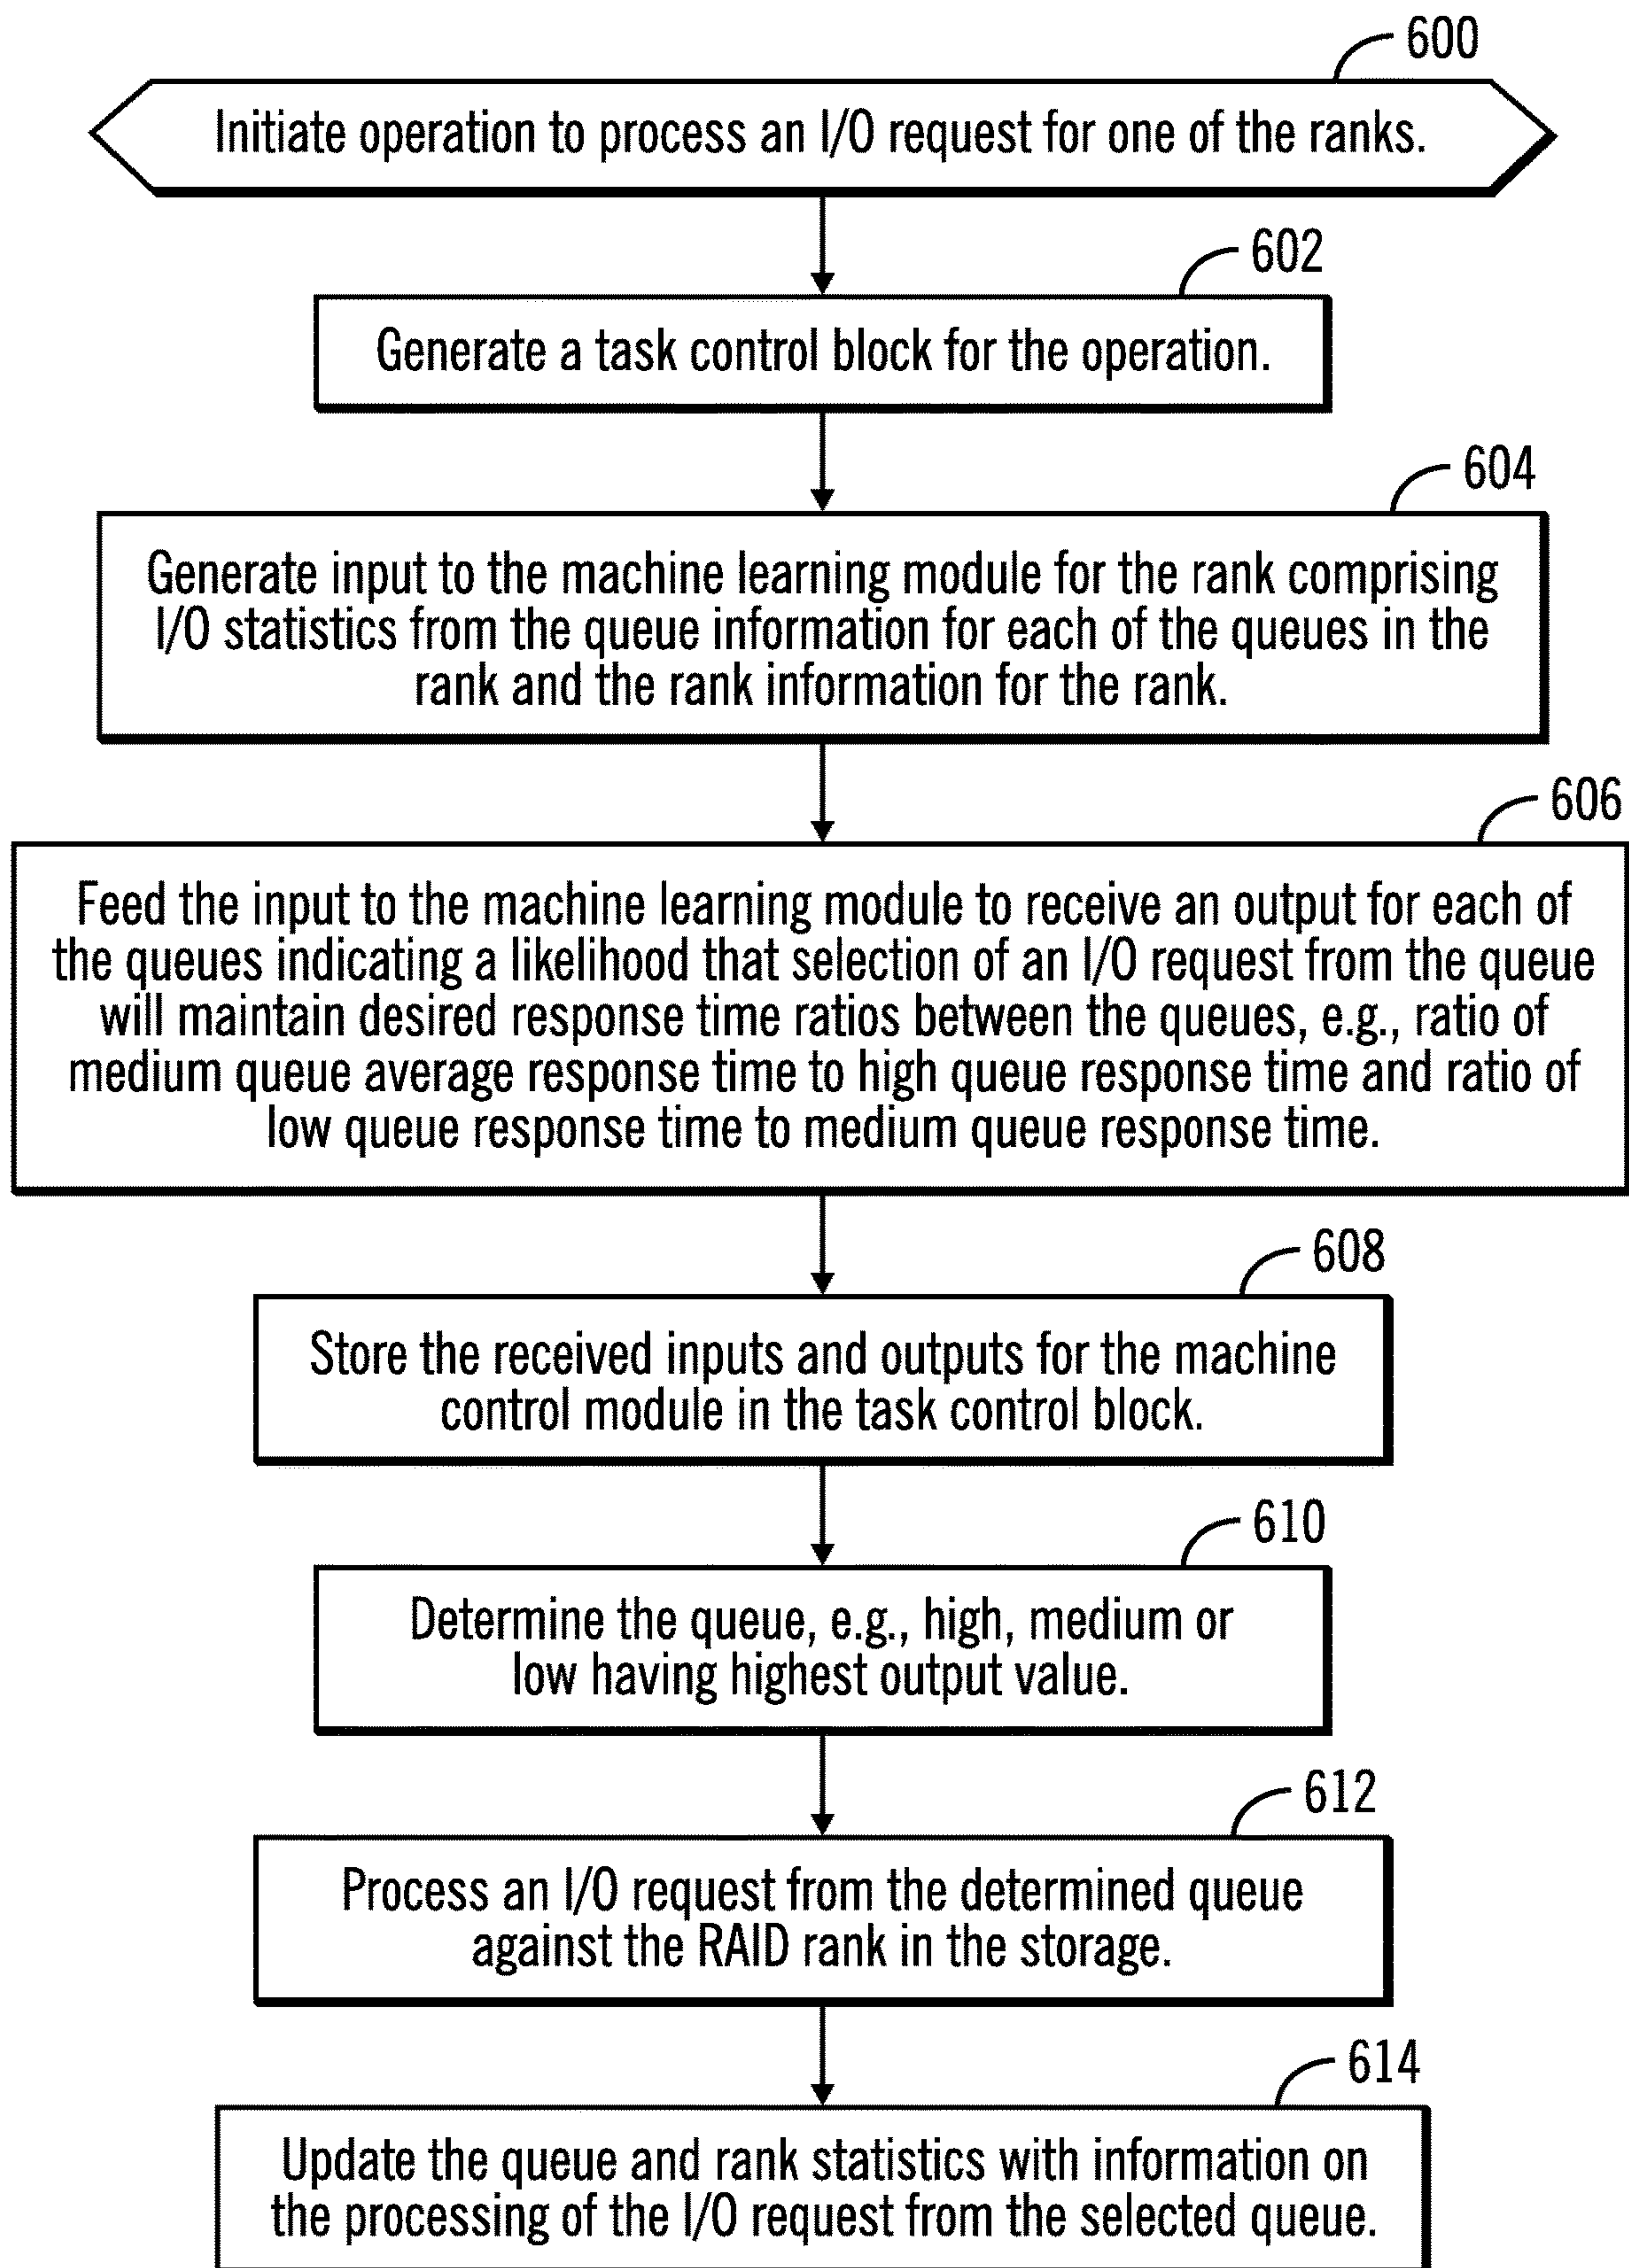 600
Initiate operation to process an I/O request for one of the ranks.
602
Generate a task control block for the operation.
604
Generate input to the machine learning module for the rank comprising
I/O statistics from the queue information for each of the queues in the
rank and the rank information for the rank.
606
Feed the input to the machine learning module to receive an output for each of
the queues indicating a likelihood that selection of an I/O request from the queue
will maintain desired response time ratios between the queues, e.g., ratio of
medium queue average response time to high queue response time and ratio of
low queue response time to medium queue response time.
608
Store the received inputs and outputs for the machine
control module in the task control block.
610
Determine the queue, e.g., high, medium or
low having highest output value.
612
Process an I/O request from the determined queue
against the RAID rank in the storage.
614
Update the queue and rank statistics with information on
the processing of the I/O request from the selected queue.